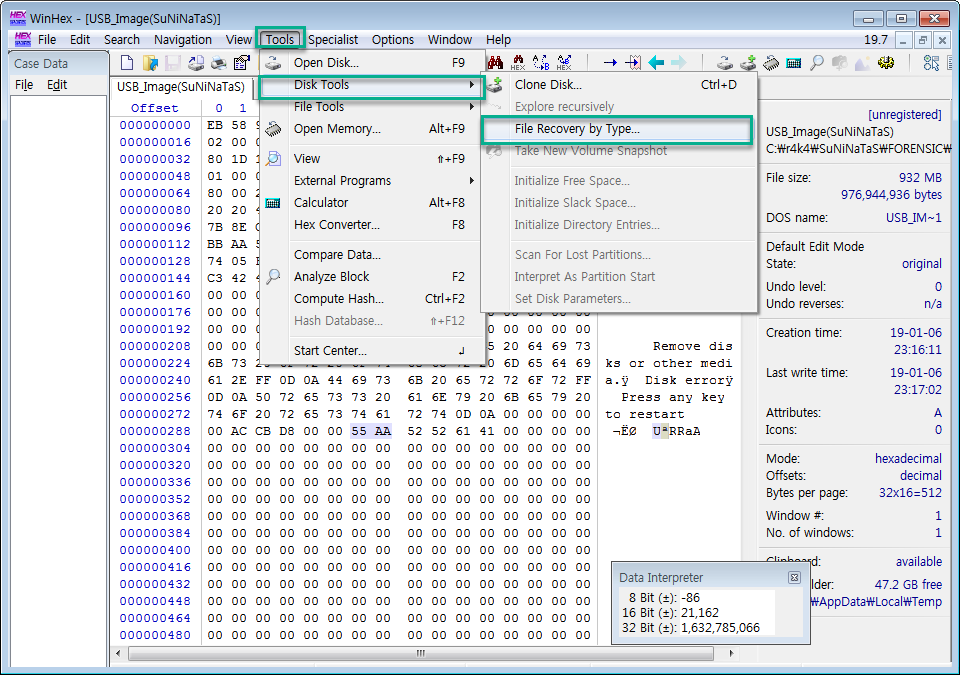 WinHex - [USB_Image(SuNiNaTaS)]
File Edit Search Navigation View Tools Specialist Options Window Help 19.7
Case Data
File Edit
USB_Image(SuNiNaTaS)
Offset 0 1
000000000 EB 58
000000016 02 00
000000032 80 1D
000000048 01 00
000000064 80 00
000000080 20 20
000000096 7B 8E
000000112 BB AA
000000128 74 05
000000144 C3 42
000000160 00 00
000000176 00 00
000000192 00 00 00 00 00 00 00
000000208 00 00 20 64 69 73 Remove dis
000000224 6B 73 20 6D 65 64 69 ks or other medi
000000240 61 2E FF 0D 0A 44 69 73 6B 20 65 72 72 6F 72 FF a.ÿ Disk errorÿ
000000256 0D 0A 50 72 65 73 73 20 61 6E 79 20 6B 65 79 20 Press any key
000000272 74 6F 20 72 65 73 74 61 72 74 0D 0A 00 00 00 00 to restart
000000288 00 AC CB D8 00 00 55 AA 52 52 61 41 00 00 00 00 ¬ËØ UªRRaA
000000304 00 00 00 00 00 00 00 00 00 00 00 00 00 00 00 00
000000320 00 00 00 00 00 00 00 00 00 00 00 00 00 00 00 00
000000336 00 00 00 00 00 00 00 00 00 00 00 00 00 00 00 00
000000352 00 00 00 00 00 00 00 00 00 00 00 00 00 00 00 00
000000368 00 00 00 00 00 00 00 00 00 00 00 00 00 00 00 00
000000384 00 00 00 00 00 00 00 00 00 00 00 00 00 00 00 00
000000400 00 00 00 00 00 00 00 00 00 00 00 00 00 00 00 00
000000416 00 00 00 00 00 00 00 00 00 00 00 00 00 00 00 00
000000432 00 00 00 00 00 00 00 00 00 00 00 00 00 00 00 00
000000448 00 00 00 00 00 00 00 00 00 00 00 00 00 00 00 00
000000464 00 00 00 00 00 00 00 00 00 00 00 00 00 00 00 00
000000480 00 00 00 00 00 00 00 00 00 00 00 00 00 00 00 00
Open Disk... F9
Disk Tools
File Tools
Open Memory... Alt+F9
View ⇧+F9
External Programs
Calculator Alt+F8
Hex Converter... F8
Compare Data...
Analyze Block F2
Compute Hash... Ctrl+F2
Hash Database... ⇧+F12
Start Center... ↲
Clone Disk... Ctrl+D
Explore recursively
File Recovery by Type...
Take New Volume Snapshot
Initialize Free Space...
Initialize Slack Space...
Initialize Directory Entries...
Scan For Lost Partitions...
Interpret As Partition Start
Set Disk Parameters...
[unregistered]
USB_Image(SuNiNaTaS)
C:₩r4k4₩SuNiNaTaS₩FORENSIC₩
File size: 932 MB
976,944,936 bytes
DOS name: USB_IM~1
Default Edit Mode
State: original
Undo level: 0
Undo reverses: n/a
Creation time: 19-01-06
23:16:11
Last write time: 19-01-06
23:17:02
Attributes: A
Icons: 0
Mode: hexadecimal
Offsets: decimal
Bytes per page: 32x16=512
Window #: 1
No. of windows: 1
Clipboard: available
lder: 47.2 GB free
₩AppData₩Local₩Temp
Data Interpreter
8 Bit (±): -86
16 Bit (±): 21,162
32 Bit (±): 1,632,785,066